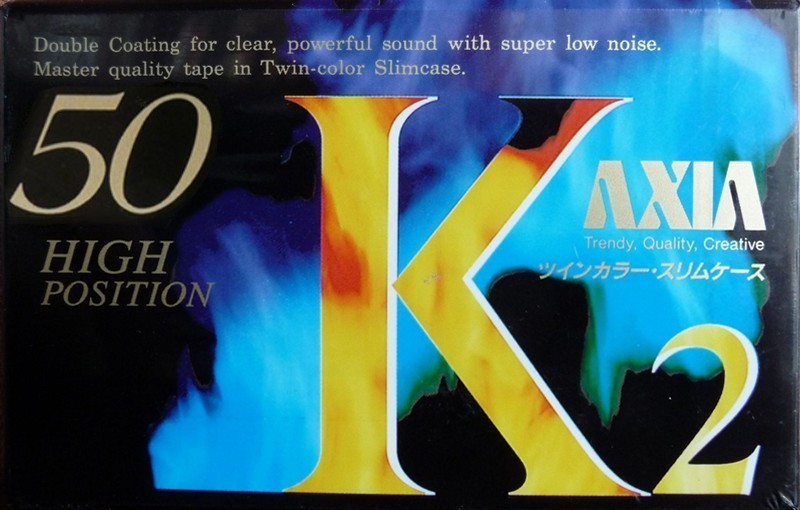 Double Coating for clear, powerful sound with super low noise.
Master quality tape in Twin-color Slimcase.
50
HIGH
POSITION
K2
AXIA
Trendy, Quality, Creative
ツインカラー・スリムケース